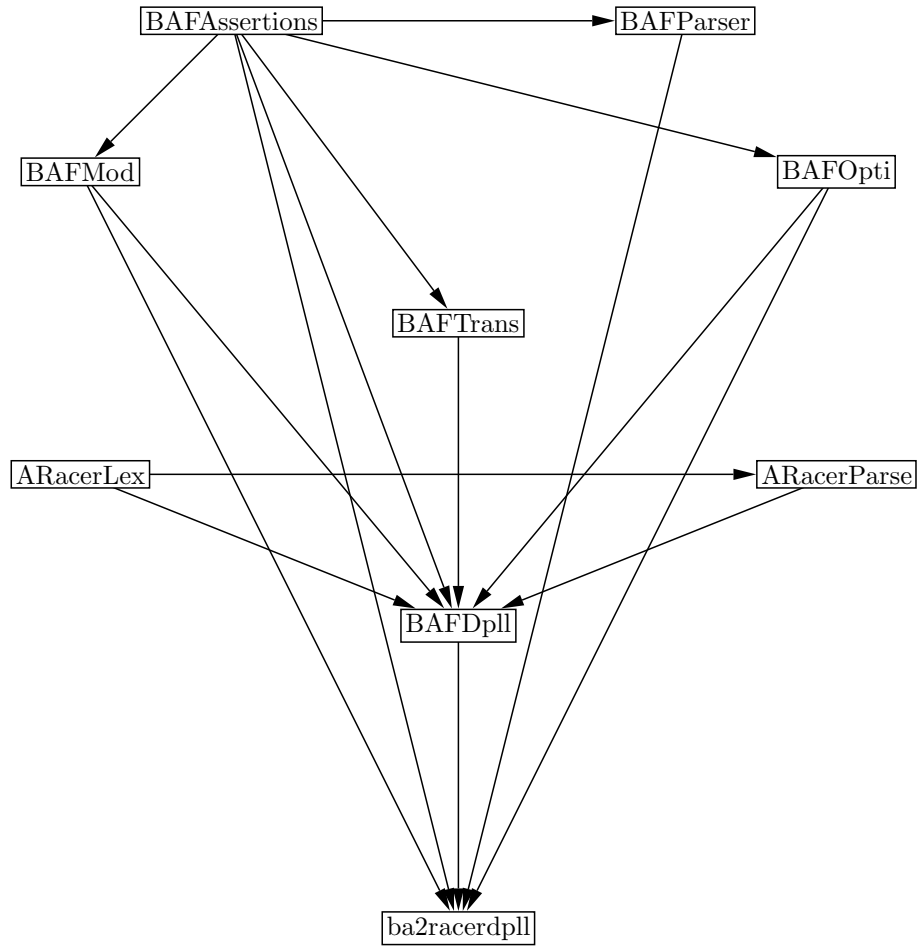 BAFAssertions
BAFParser
BAFMod
BAFOpti
BAFTrans
ARacerLex
ARacerParse
BAFDpll
ba2racerdpll